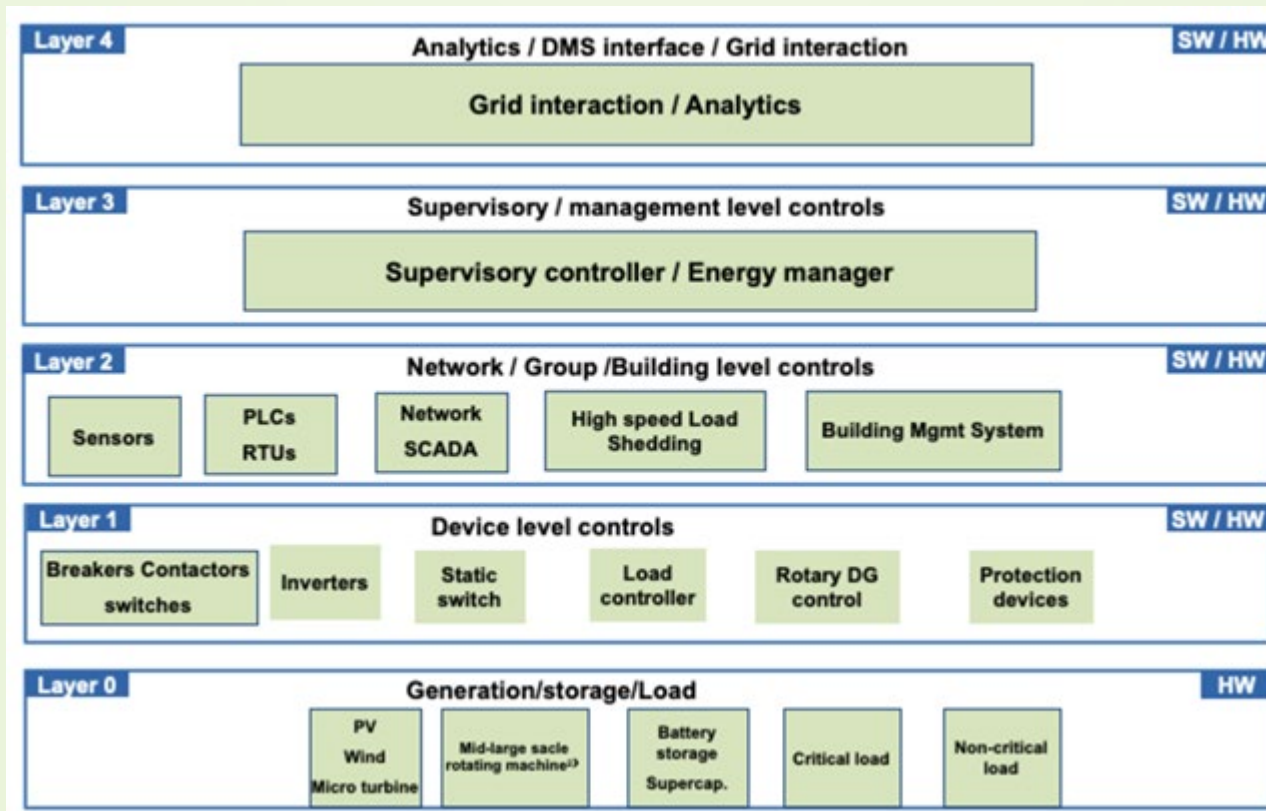 Layer 4
Analytics / DMS interface / Grid interaction
SW / HW
Grid interaction / Analytics
Layer 3
Supervisory / management level controls
SW / HW
Supervisory controller / Energy manager
Layer 2
Network / Group /Building level controls
SW / HW
Sensors
PLCs
RTUs
Network
SCADA
High speed Load
Shedding
Building Mgmt System
Layer 1
Device level controls
SW / HW
Breakers Contactors
switches
Inverters
Static
switch
Load
controller
Rotary DG
control
Protection
devices
Layer 0
Generation/storage/Load
HW
PV
Wind
Micro turbine
Mid-large sacle
rotating machine
Battery
storage
Supercap.
Critical load
Non-critical
load